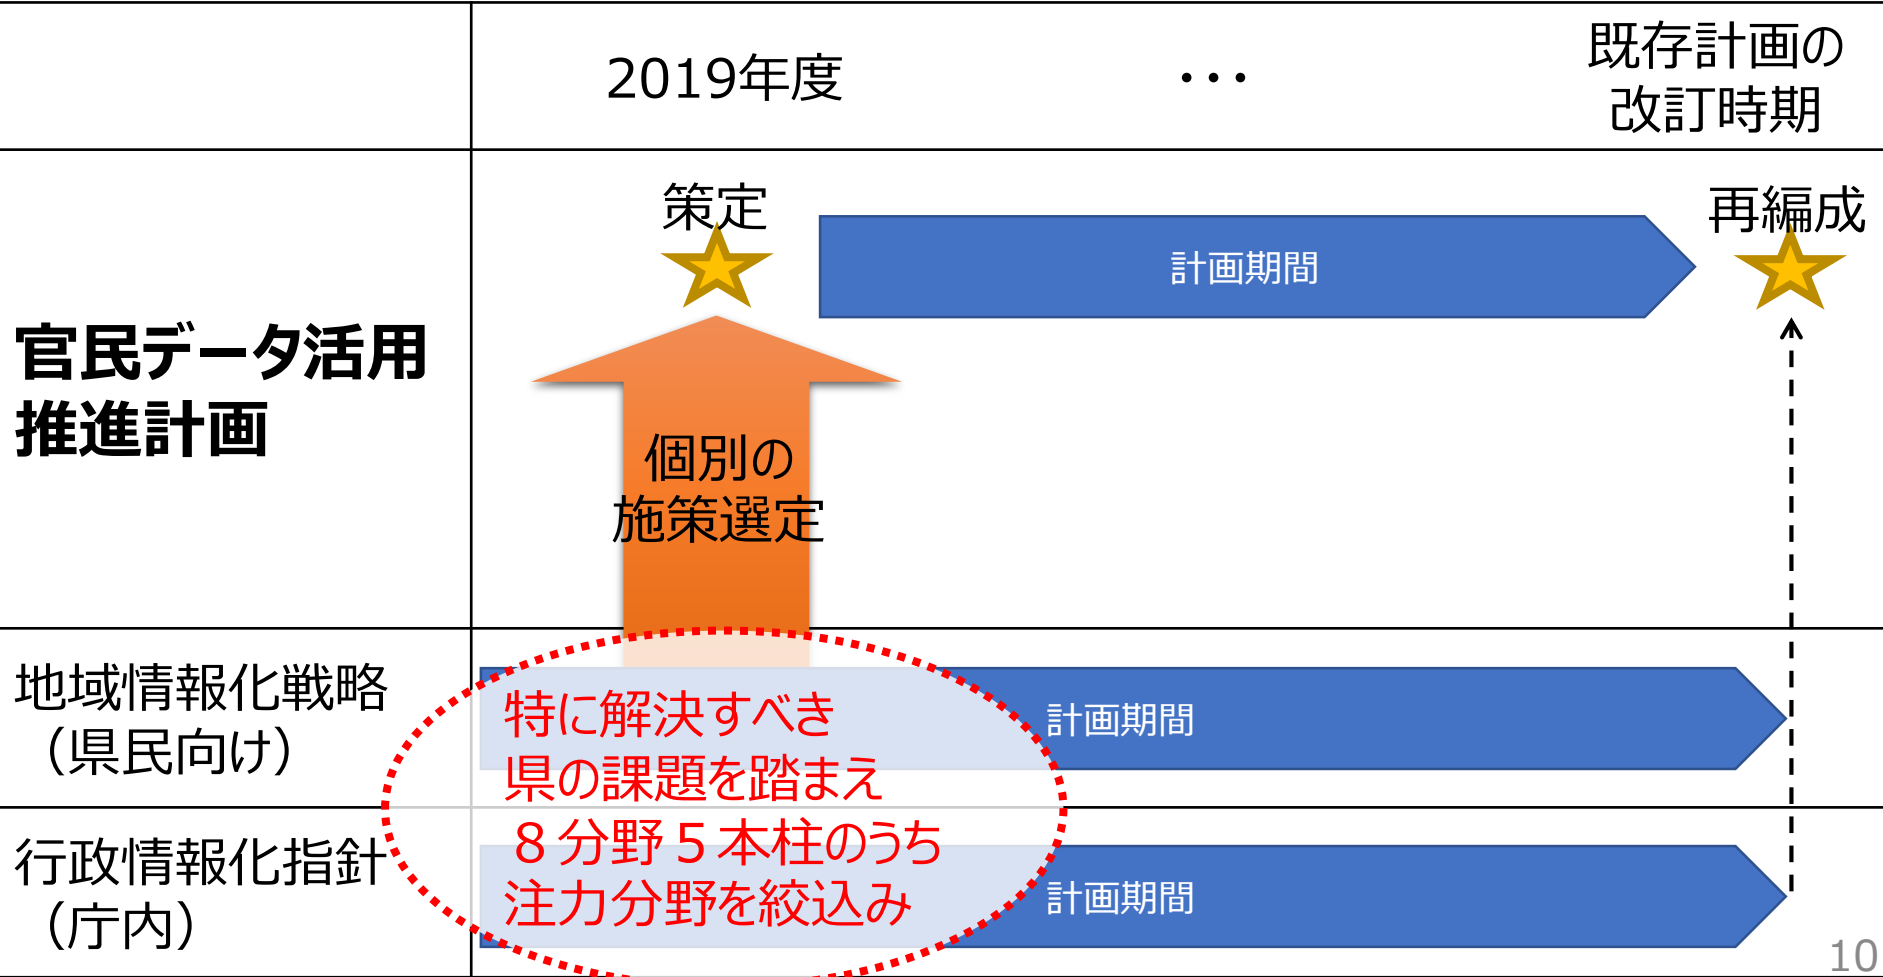 2019年度
・・・
既存計画の
改訂時期
官民データ活用
推進計画
策定
計画期間
再編成
個別の
施策選定
地域情報化戦略
（県民向け）
特に解決すべき
県の課題を踏まえ
８分野５本柱のうち
注力分野を絞込み
計画期間
行政情報化指針
（庁内）
計画期間
10